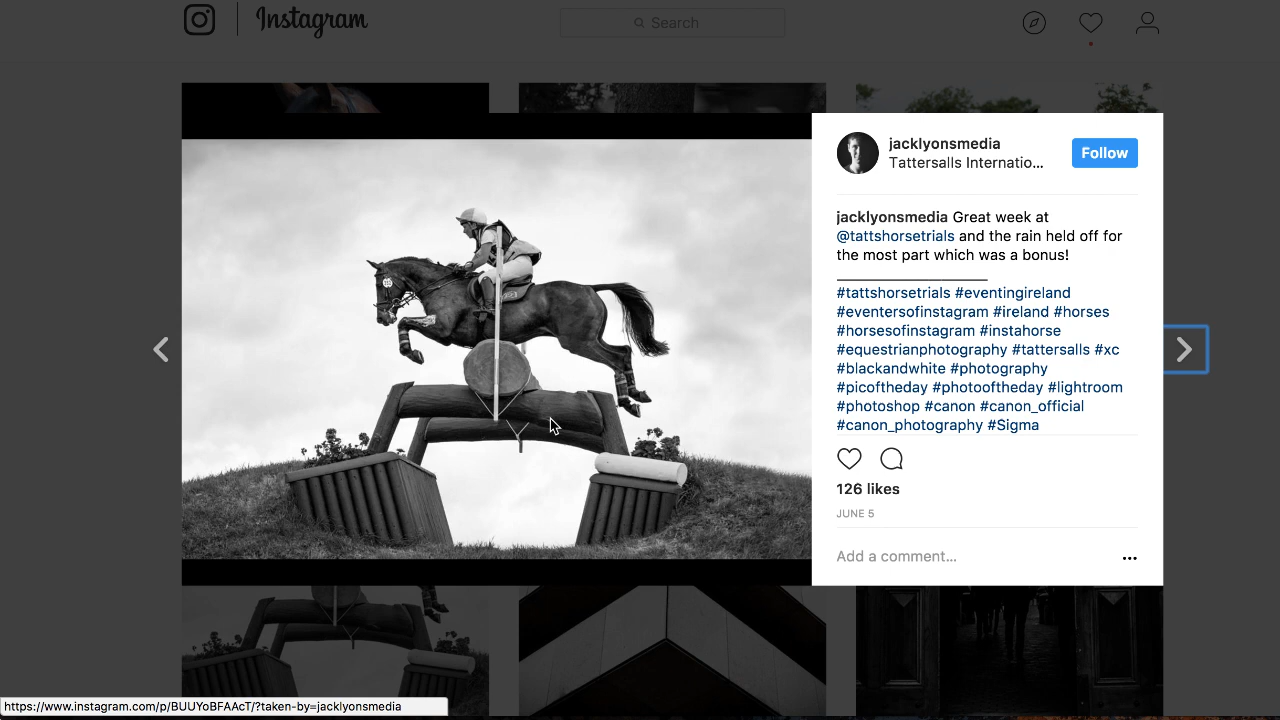 Instagram
Search
jacklyonsmedia
Tattersalls Internatio...
Follow
jacklyonsmedia Great week at
@tattshorsetrials and the rain held off for
the most part which was a bonus!
#tattshorsetrials #eventingireland
#eventersofinstagram #ireland #horses
#horsesofinstagram #instahorse
#equestrianphotography #tattersalls #xc
#blackandwhite #photography
#picoftheday #photooftheday #lightroom
#photoshop #canon #canon_official
#canon_photography #Sigma
126 likes
JUNE 5
Add a comment...
https://www.instagram.com/p/BUUYoBFAAcT/?taken-by=jacklyonsmedia